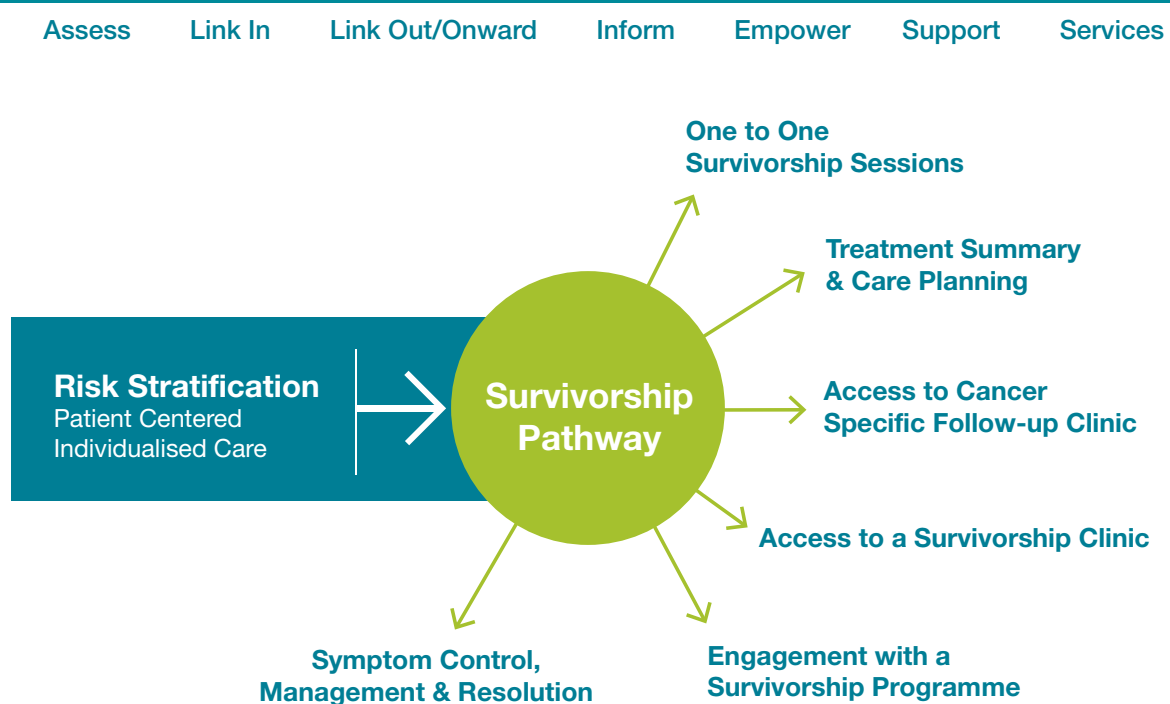 Assess Link In Link Out/Onward Inform Empower Support Services
One to One
Survivorship Sessions
Treatment Summary
& Care Planning
Risk Stratification
Patient Centered
Individualised Care
Survivorship
Pathway
Access to Cancer
Specific Follow-up Clinic
Access to a Survivorship Clinic
Symptom Control,
Management & Resolution
Engagement with a
Survivorship Programme